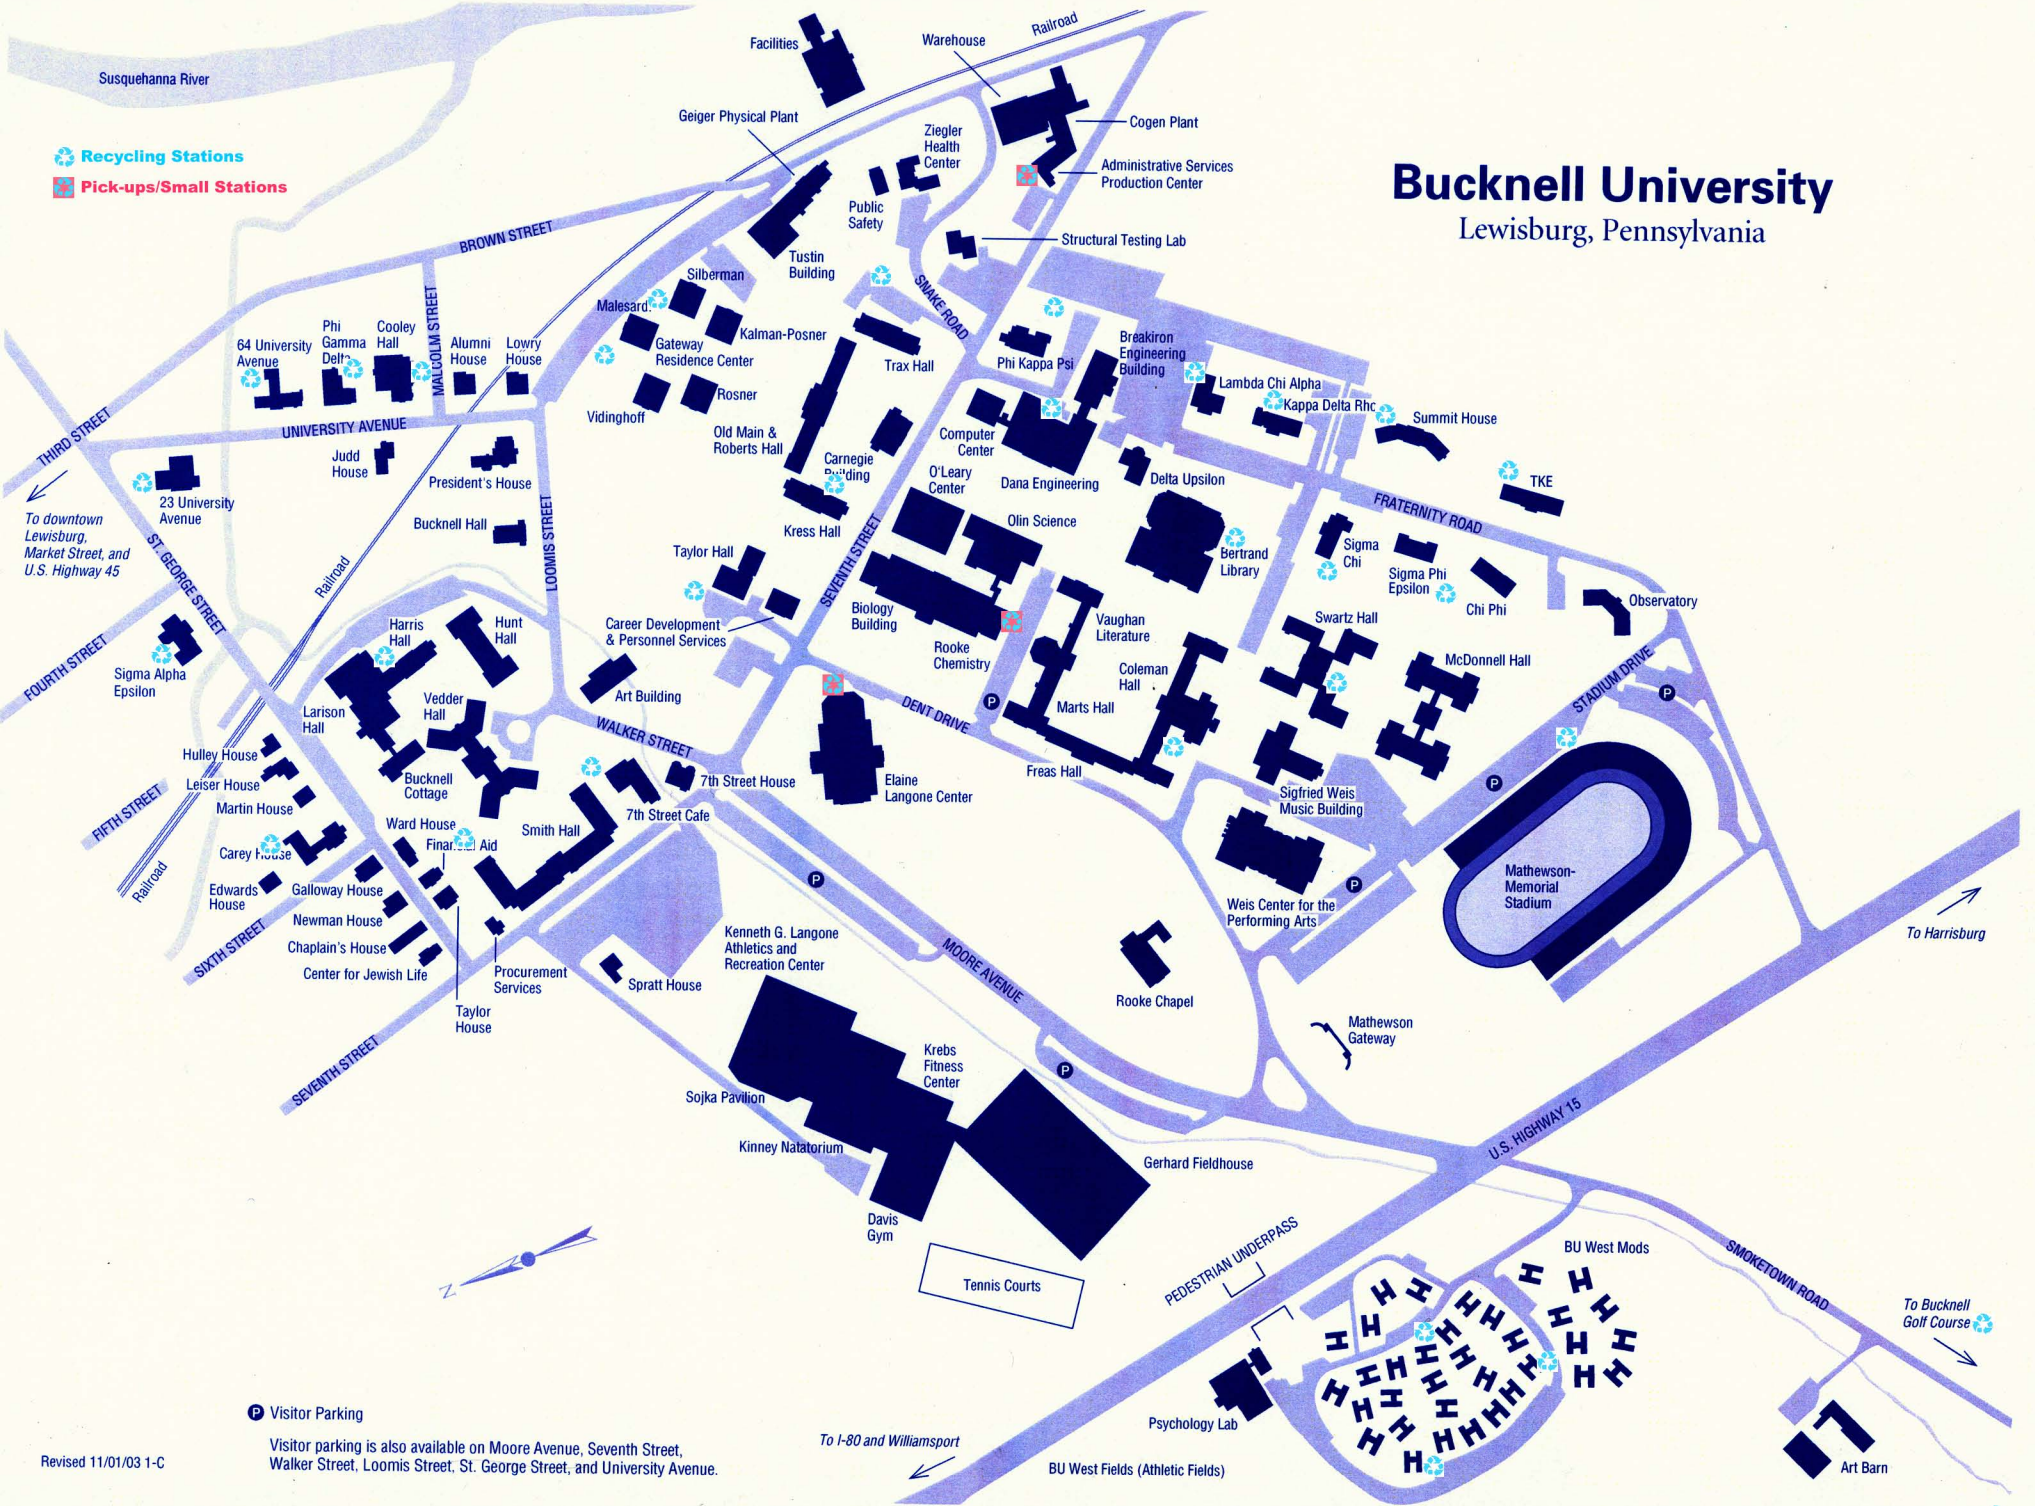 Facilities
Warehouse
Railroad
Susquehanna River
Geiger Physical Plant
Ziegler
Health
Center
Cogen Plant
Recycling Stations
Pick-ups/Small Stations
Administrative Services
Production Center
Bucknell University
Lewisburg, Pennsylvania
Public
Safety
BROWN STREET
Structural Testing Lab
Tustin
Building
Silberman
SNAKE ROAD
Malesard.
Kalman-Posner
Gateway
Residence Center
MALCOLM STREET
64 University
Avenue
Phi
Gamma
Delta
Cooley
Hall
Alumni
House
Lowry
House
Trax Hall
Phi Kappa Psi
Breakiron
Engineering
Building
Lambda Chi Alpha
Kappa Delta Rho
Summit House
Rosner
Vidinghoff
THIRD STREET
UNIVERSITY AVENUE
Old Main &
Roberts Hall
Computer
Center
Judd
House
President's House
Carnegie
Building
O'Leary
Center
Dana Engineering
Delta Upsilon
TKE
23 University
Avenue
FRATERNITY ROAD
To downtown
Lewisburg,
Market Street, and
U.S. Highway 45
Bucknell Hall
LOOMIS STREET
Kress Hall
Olin Science
ST. GEORGE STREET
Railroad
Taylor Hall
SEVENTH STREET
Bertrand
Library
Sigma
Chi
Sigma Phi
Epsilon
Chi Phi
Observatory
Career Development
& Personnel Services
Biology
Building
Rooke
Chemistry
Vaughan
Literature
Swartz Hall
Harris
Hall
Hunt
Hall
FOURTH STREET
Sigma Alpha
Epsilon
Coleman
Hall
McDonnell Hall
STADIUM DRIVE
Art Building
Vedder
Hall
Larison
Hall
P
P
Marts Hall
DENT DRIVE
WALKER STREET
Hulley House
Leiser House
Martin House
Bucknell
Cottage
7th Street House
Elaine
Langone Center
Freas Hall
P
Sigfried Weis
Music Building
FIFTH STREET
7th Street Cafe
Smith Hall
Ward House
Financial Aid
Carey House
Railroad
Edwards
House
Galloway House
P
P
Mathewson-
Memorial
Stadium
Weis Center for the
Performing Arts
Newman House
Chaplain's House
Center for Jewish Life
SIXTH STREET
Kenneth G. Langone
Athletics and
Recreation Center
To Harrisburg
MOORE AVENUE
Procurement
Services
Spratt House
Rooke Chapel
Taylor
House
Mathewson
Gateway
SEVENTH STREET
Krebs
Fitness
Center
P
Sojka Pavilion
Kinney Natatorium
Gerhard Fieldhouse
U.S. HIGHWAY 15
Davis
Gym
PEDESTRIAN UNDERPASS
BU West Mods
SMOKETOWN ROAD
N
Tennis Courts
To Bucknell
Golf Course
P Visitor Parking
Visitor parking is also available on Moore Avenue, Seventh Street,
Walker Street, Loomis Street, St. George Street, and University Avenue.
Psychology Lab
To I-80 and Williamsport
BU West Fields (Athletic Fields)
Art Barn
Revised 11/01/03 1-C